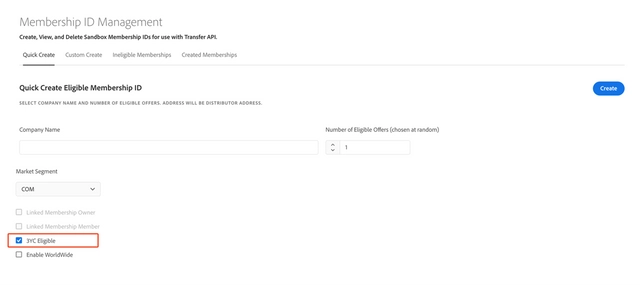 Membership ID Management
Create, View, and Delete Sandbox Membership IDs for use with Transfer API.
Quick Create Custom Create Ineligible Memberships Created Memberships
Quick Create Eligible Membership ID
Create
SELECT COMPANY NAME AND NUMBER OF ELIGIBLE OFFERS. ADDRESS WILL BE DISTRIBUTOR ADDRESS.
Company Name
Number of Eligible Offers (chosen at random)
1
Market Segment
COM
Linked Membership Owner
Linked Membership Member
3YC Eligible
Enable WorldWide